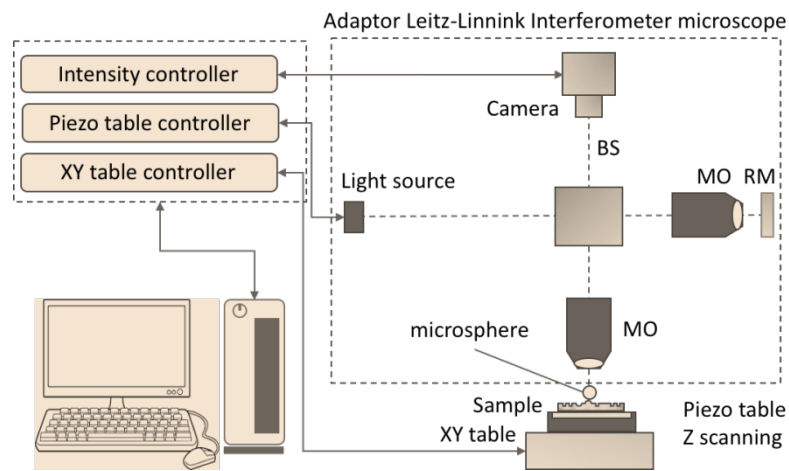 Adaptor Leitz-Linnink Interferometer microscope
Intensity controller
Piezo table controller
XY table controller
Camera
BS
Light source
MO RM
MO
microsphere
Sample
XY table
Piezo table
Z scanning